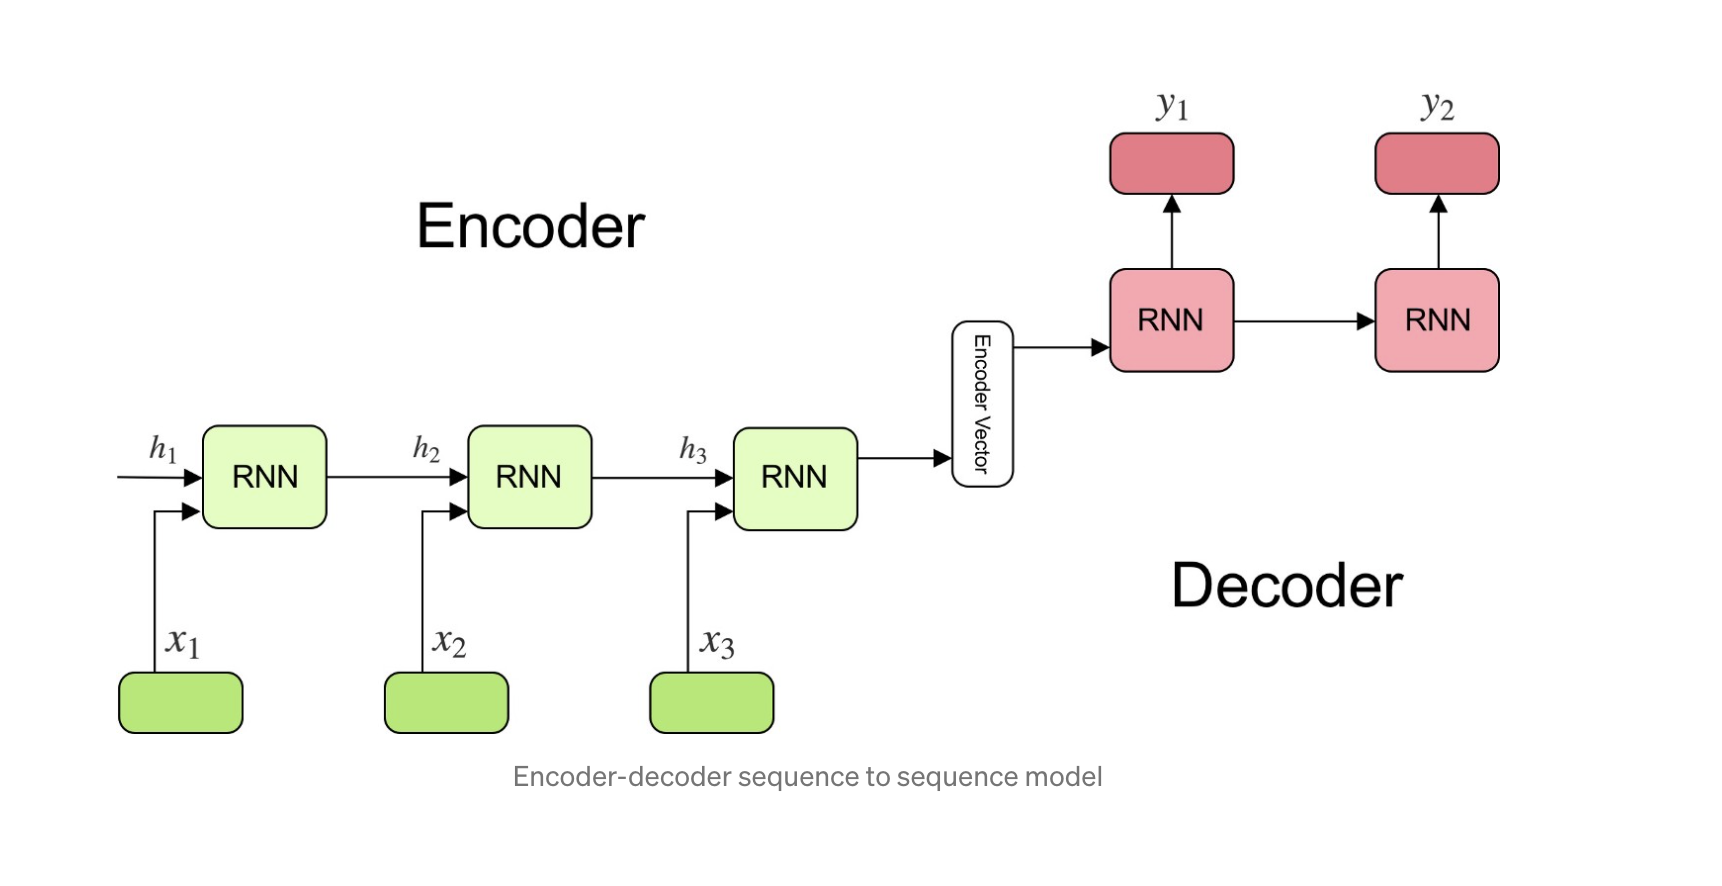 y₁
y₂
Encoder
RNN
RNN
Encoder Vector
h₁
h₂
h₃
RNN
RNN
RNN
Decoder
x₁
x₂
x₃
Encoder-decoder sequence to sequence model